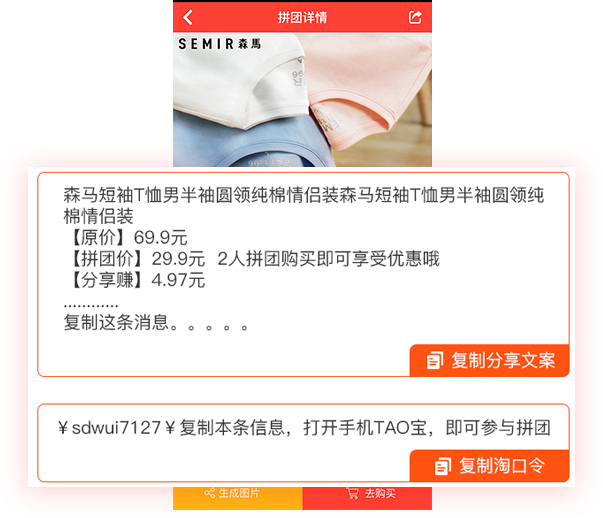 拼团详情
SEMIR 森馬
森马短袖T恤男半袖圆领纯棉情侣装森马短袖T恤男半袖圆领纯
棉情侣装
【原价】69.9元
【拼团价】29.9元 2人拼团购买即可享受优惠哦
【分享赚】4.97元
............
复制这条消息。。。。。
复制分享文案
￥sdwui7127￥复制本条信息，打开手机TAO宝，即可参与拼团
复制淘口令
生成图片
去购买